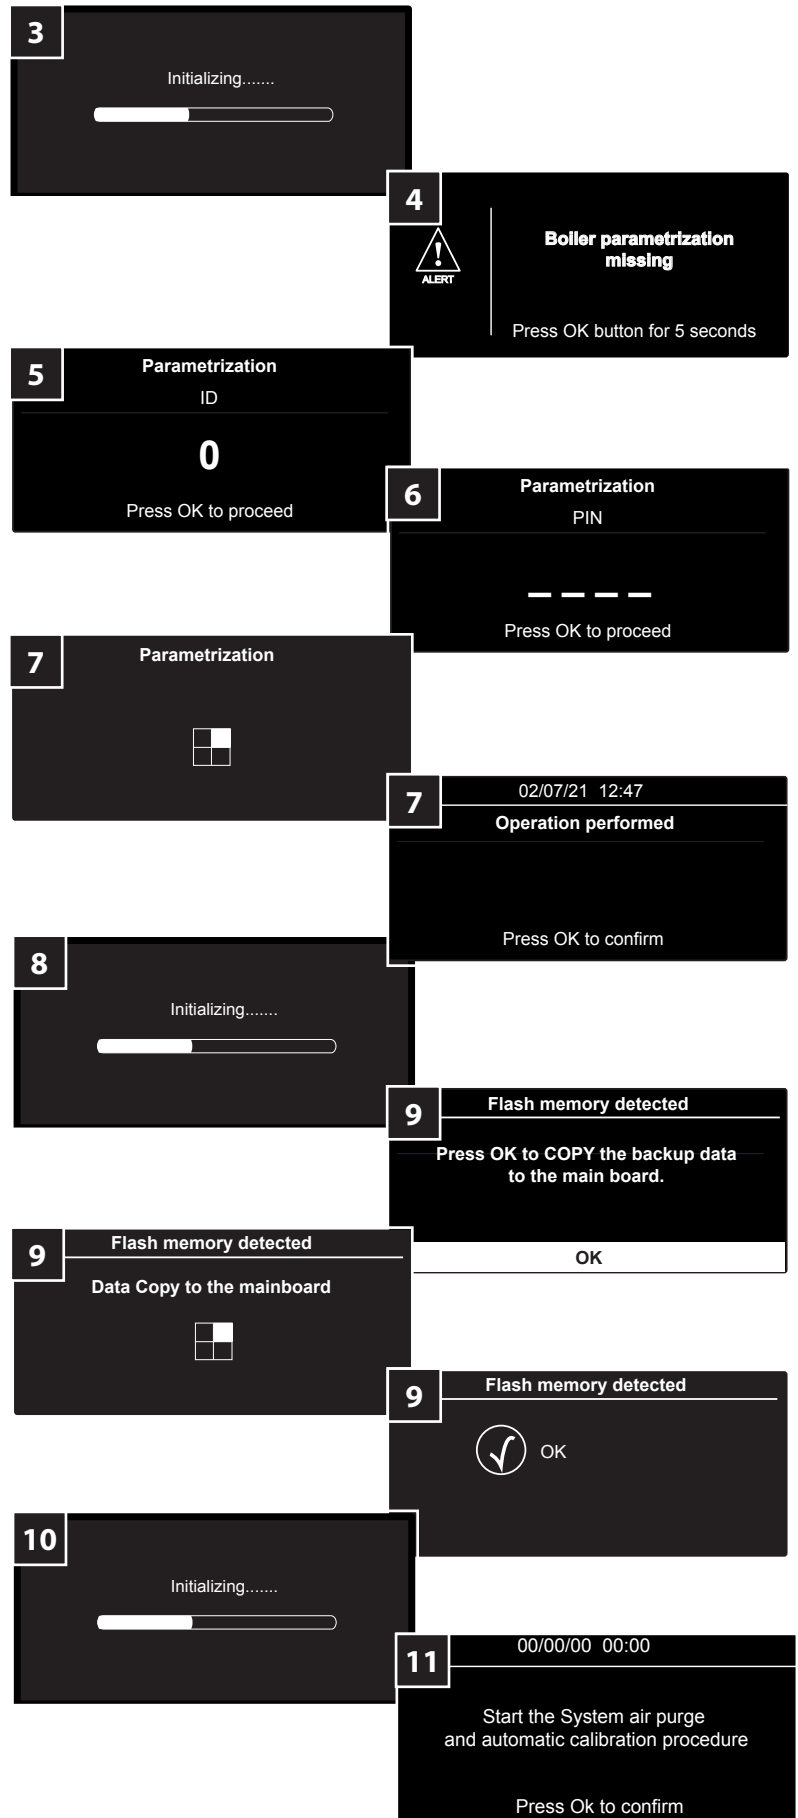 3
Initializing.......
4
ALERT
Boiler parametrization
missing
Press OK button for 5 seconds
5
Parametrization
ID
0
Press OK to proceed
6
Parametrization
PIN
_ _ _ _
Press OK to proceed
7
Parametrization
7
02/07/21 12:47
Operation performed
Press OK to confirm
8
Initializing.......
9
Flash memory detected
Press OK to COPY the backup data
to the main board.
OK
9
Flash memory detected
Data Copy to the mainboard
9
Flash memory detected
OK
10
Initializing.......
11
00/00/00 00:00
Start the System air purge
and automatic calibration procedure
Press Ok to confirm